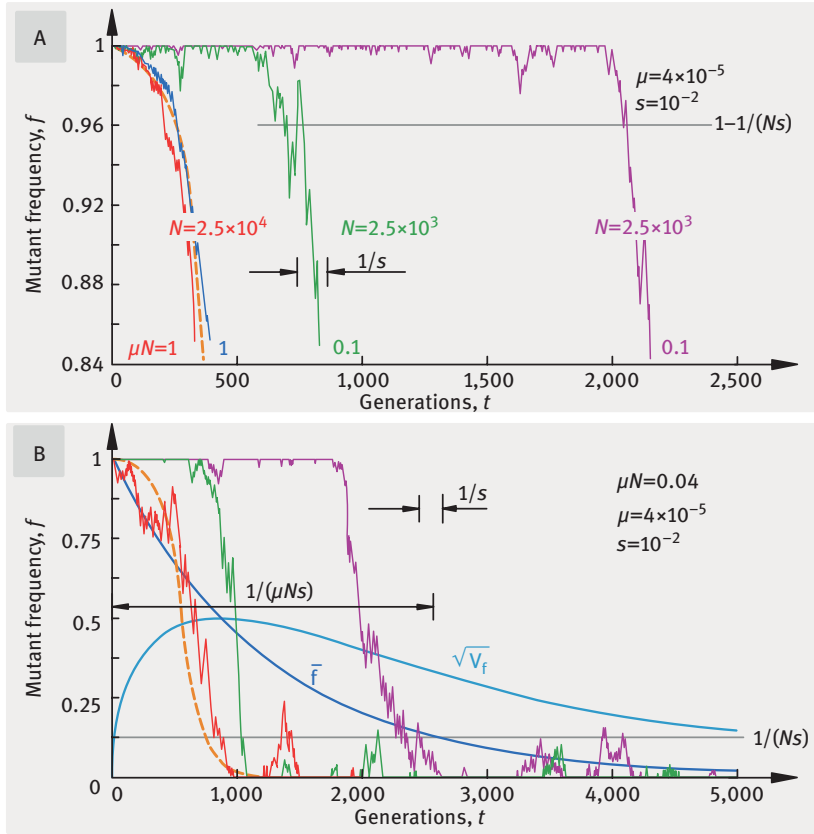 A
μ=4×10⁻⁵
s=10⁻²
1–1/(Ns)
N=2.5×10⁴
N=2.5×10³
N=2.5×10³
1/s
μN=1
1
0.1
0.1
Mutant frequency, f
1
0.96
0.92
0.88
0.84
0 500 1,000 1,500 2,000 2,500
Generations, t
B
μN=0.04
μ=4×10⁻⁵
s=10⁻²
1/s
1/(μNs)
√V_f
f̅
1/(Ns)
Mutant frequency, f
1
0.75
0.5
0.25
0
0 1,000 2,000 3,000 4,000 5,000
Generations, t